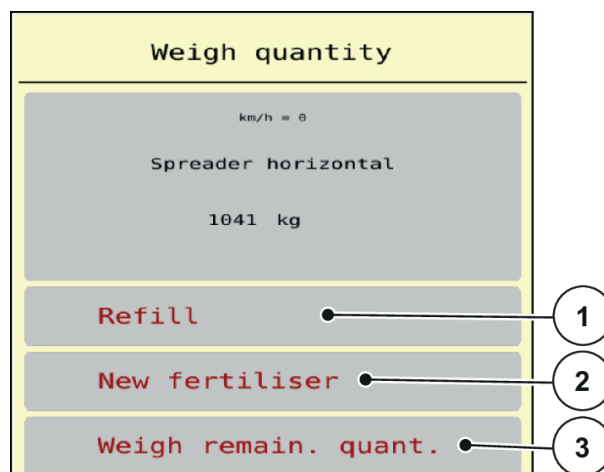 Weigh quantity
km/h = 0
Spreader horizontal
1041 kg
Refill
1
New fertiliser
2
Weigh remain. quant.
3